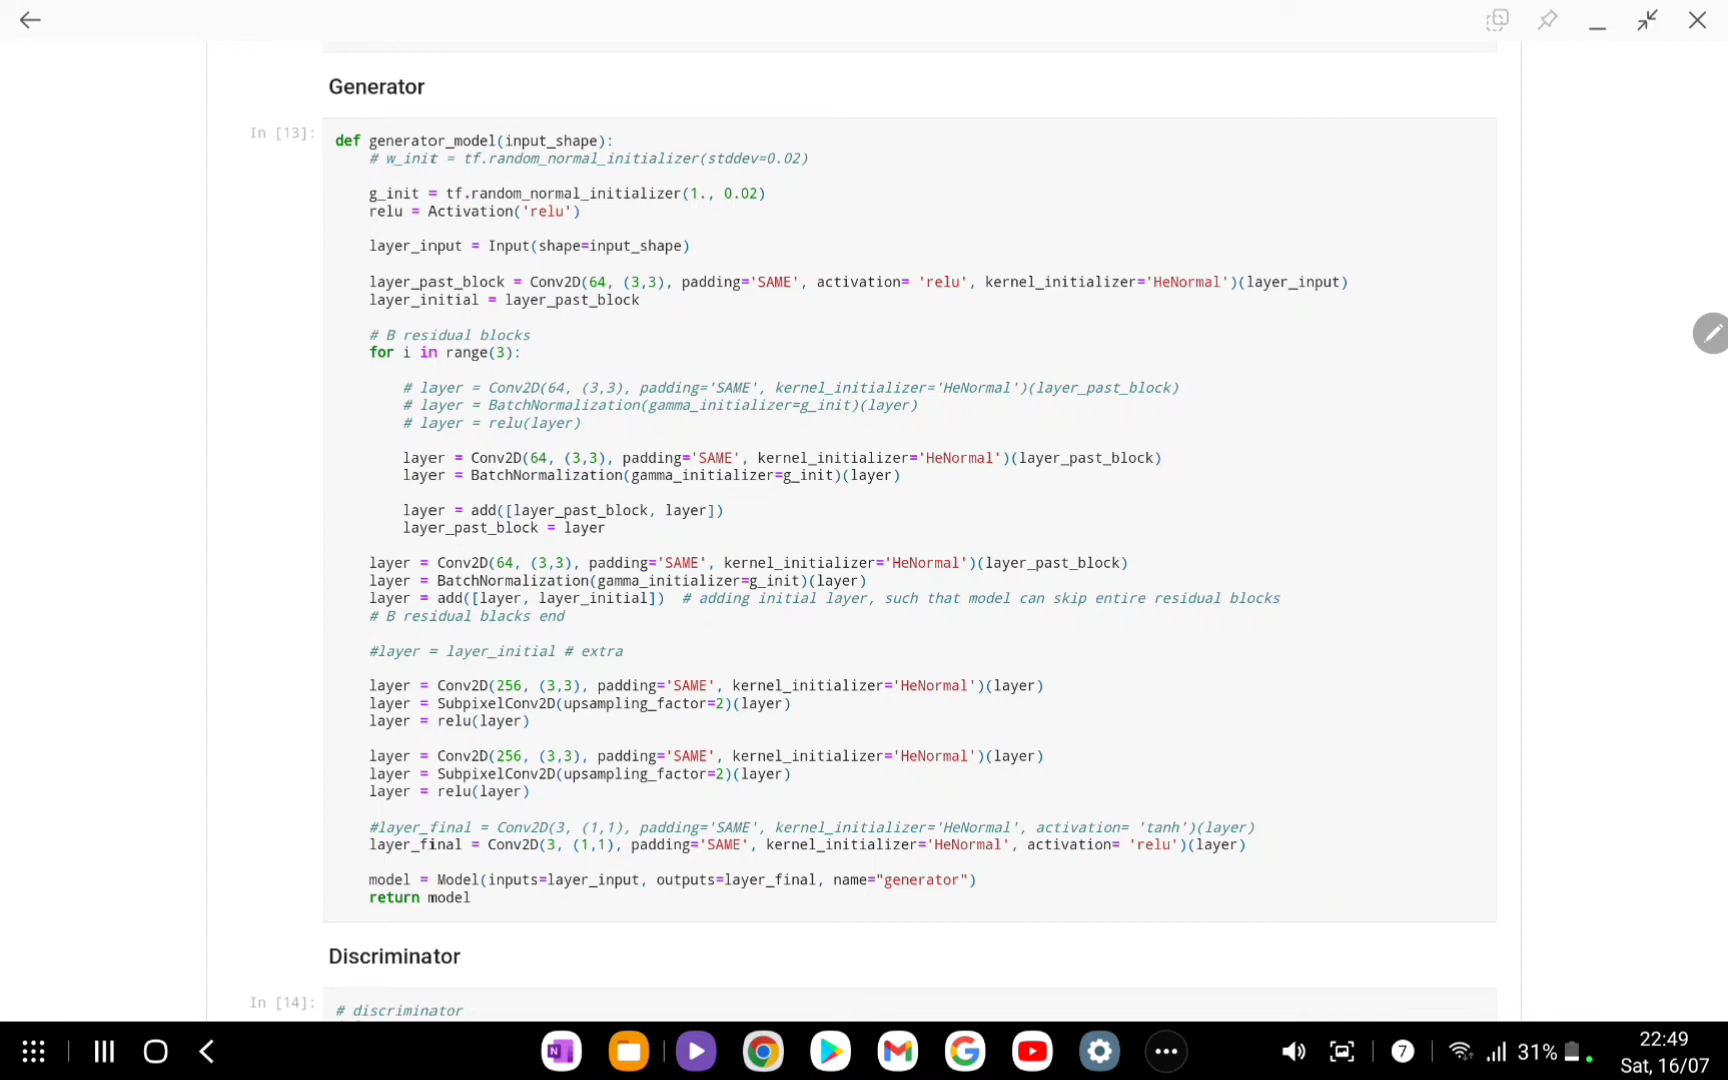 Generator
In [13]:
def generator_model(input_shape):
# w_init = tf.random_normal_initializer(stddev=0.02)
g_init = tf.random_normal_initializer(1., 0.02)
relu = Activation('relu')
layer_input = Input(shape=input_shape)
layer_past_block = Conv2D(64, (3,3), padding='SAME', activation= 'relu', kernel_initializer='HeNormal')(layer_input)
layer_initial = layer_past_block
# B residual blocks
for i in range(3):
# layer = Conv2D(64, (3,3), padding='SAME', kernel_initializer='HeNormal')(layer_past_block)
# layer = BatchNormalization(gamma_initializer=g_init)(layer)
# layer = relu(layer)
layer = Conv2D(64, (3,3), padding='SAME', kernel_initializer='HeNormal')(layer_past_block)
layer = BatchNormalization(gamma_initializer=g_init)(layer)
layer = add([layer_past_block, layer])
layer_past_block = layer
layer = Conv2D(64, (3,3), padding='SAME', kernel_initializer='HeNormal')(layer_past_block)
layer = BatchNormalization(gamma_initializer=g_init)(layer)
layer = add([layer, layer_initial])  # adding initial layer, such that model can skip entire residual blocks
# B residual blacks end
#layer = layer_initial # extra
layer = Conv2D(256, (3,3), padding='SAME', kernel_initializer='HeNormal')(layer)
layer = SubpixelConv2D(upsampling_factor=2)(layer)
layer = relu(layer)
layer = Conv2D(256, (3,3), padding='SAME', kernel_initializer='HeNormal')(layer)
layer = SubpixelConv2D(upsampling_factor=2)(layer)
layer = relu(layer)
#layer_final = Conv2D(3, (1,1), padding='SAME', kernel_initializer='HeNormal', activation= 'tanh')(layer)
layer_final = Conv2D(3, (1,1), padding='SAME', kernel_initializer='HeNormal', activation= 'relu')(layer)
model = Model(inputs=layer_input, outputs=layer_final, name="generator")
return model
Discriminator
In [14]:
# discriminator
N
G
7
31%
22:49
Sat, 16/07